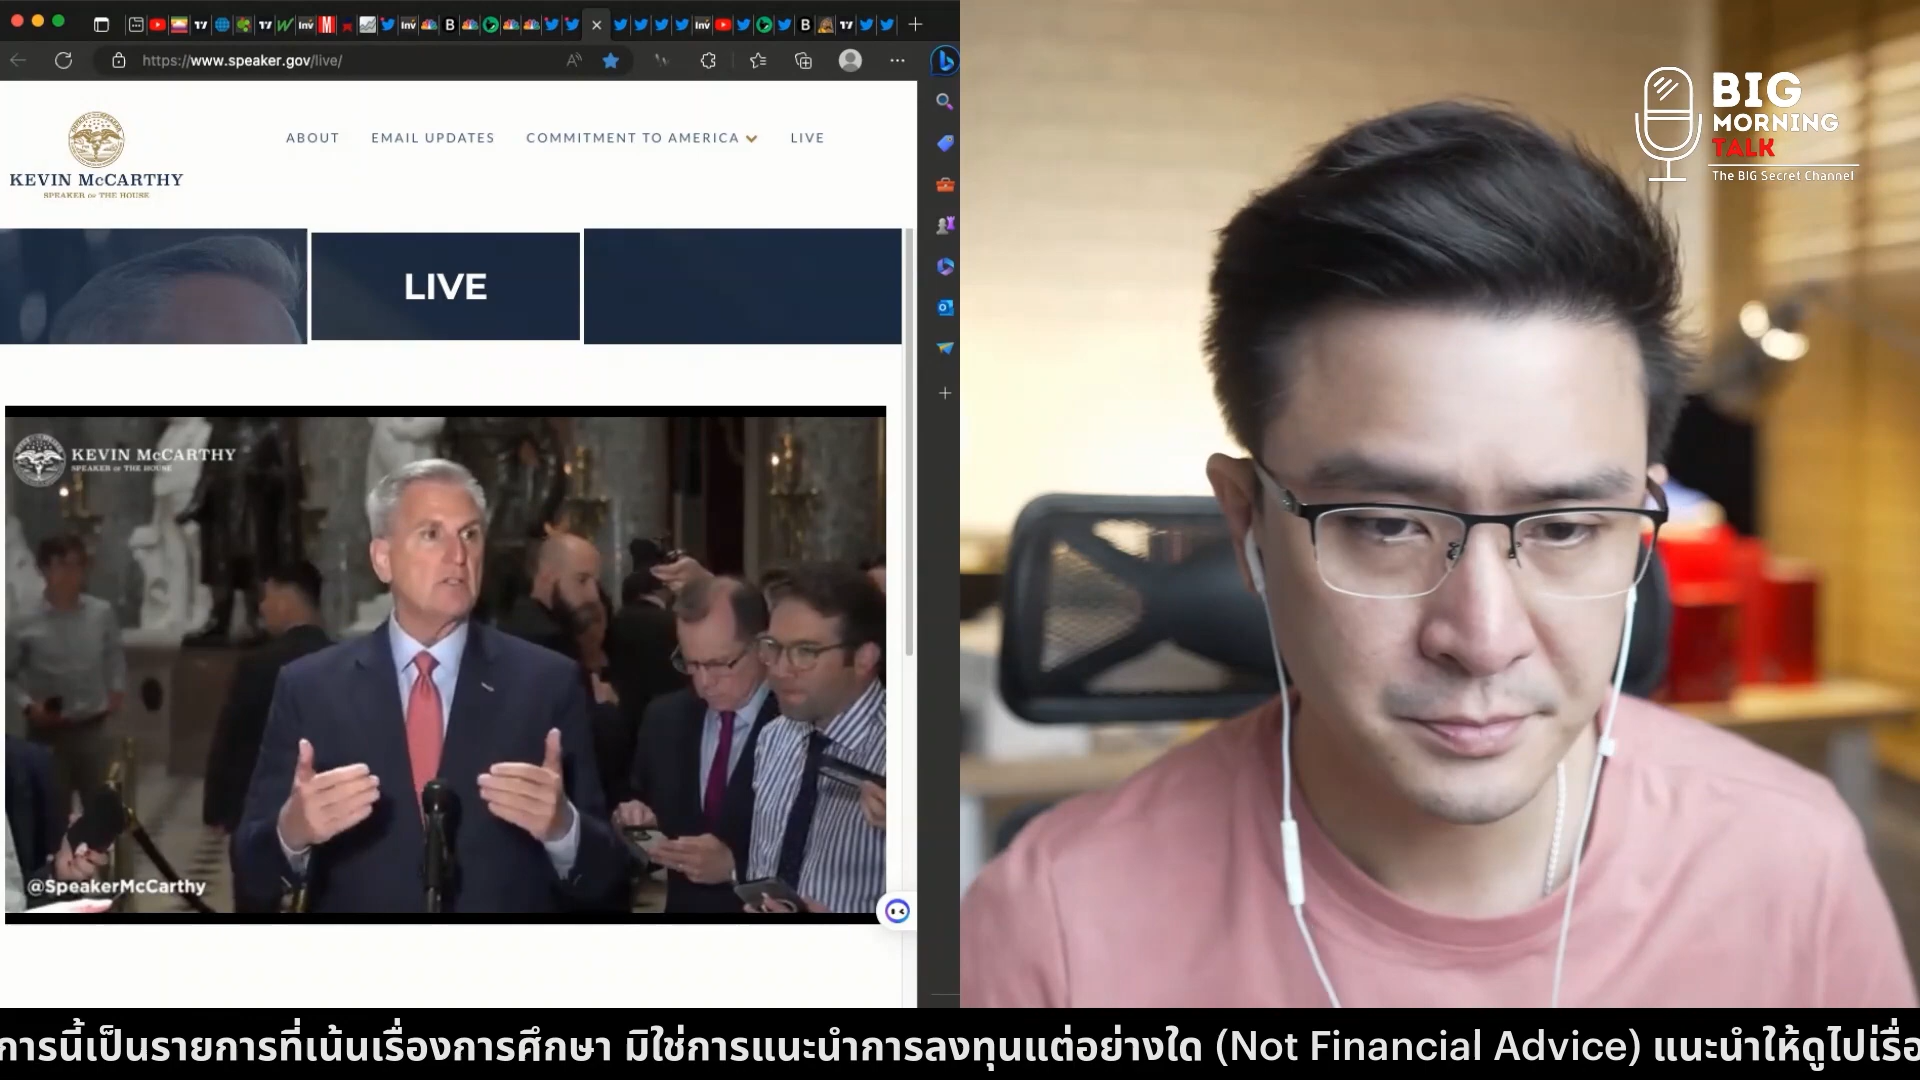 https://www.speaker.gov/live/
KEVIN McCARTHY
SPEAKER OF THE HOUSE
ABOUT
EMAIL UPDATES
COMMITMENT TO AMERICA
LIVE
LIVE
KEVIN McCARTHY
SPEAKER OF THE HOUSE
@SpeakerMcCarthy
BIG
MORNING
TALK
The BIG Secret Channel
การนี้เป็นรายการที่เน้นเรื่องการศึกษา มิใช่การแนะนำการลงทุนแต่อย่างใด (Not Financial Advice) แนะนำให้ดูไปเรื่อ